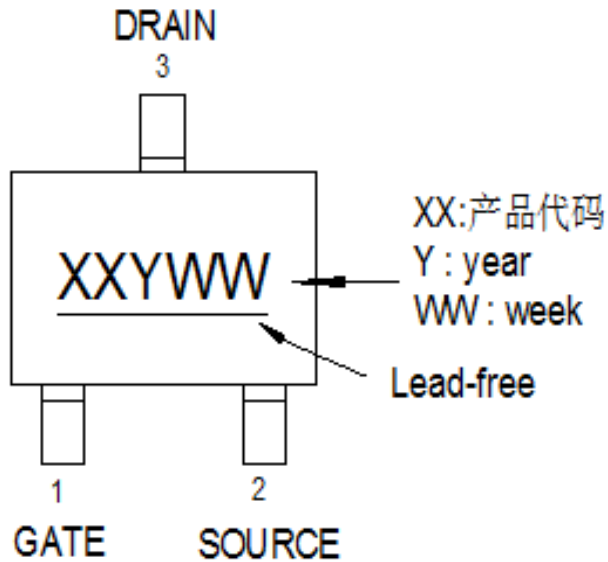 DRAIN
3
XXYWW
XX:产品代码
Y : year
WW : week
Lead-free
1
2
GATE
SOURCE